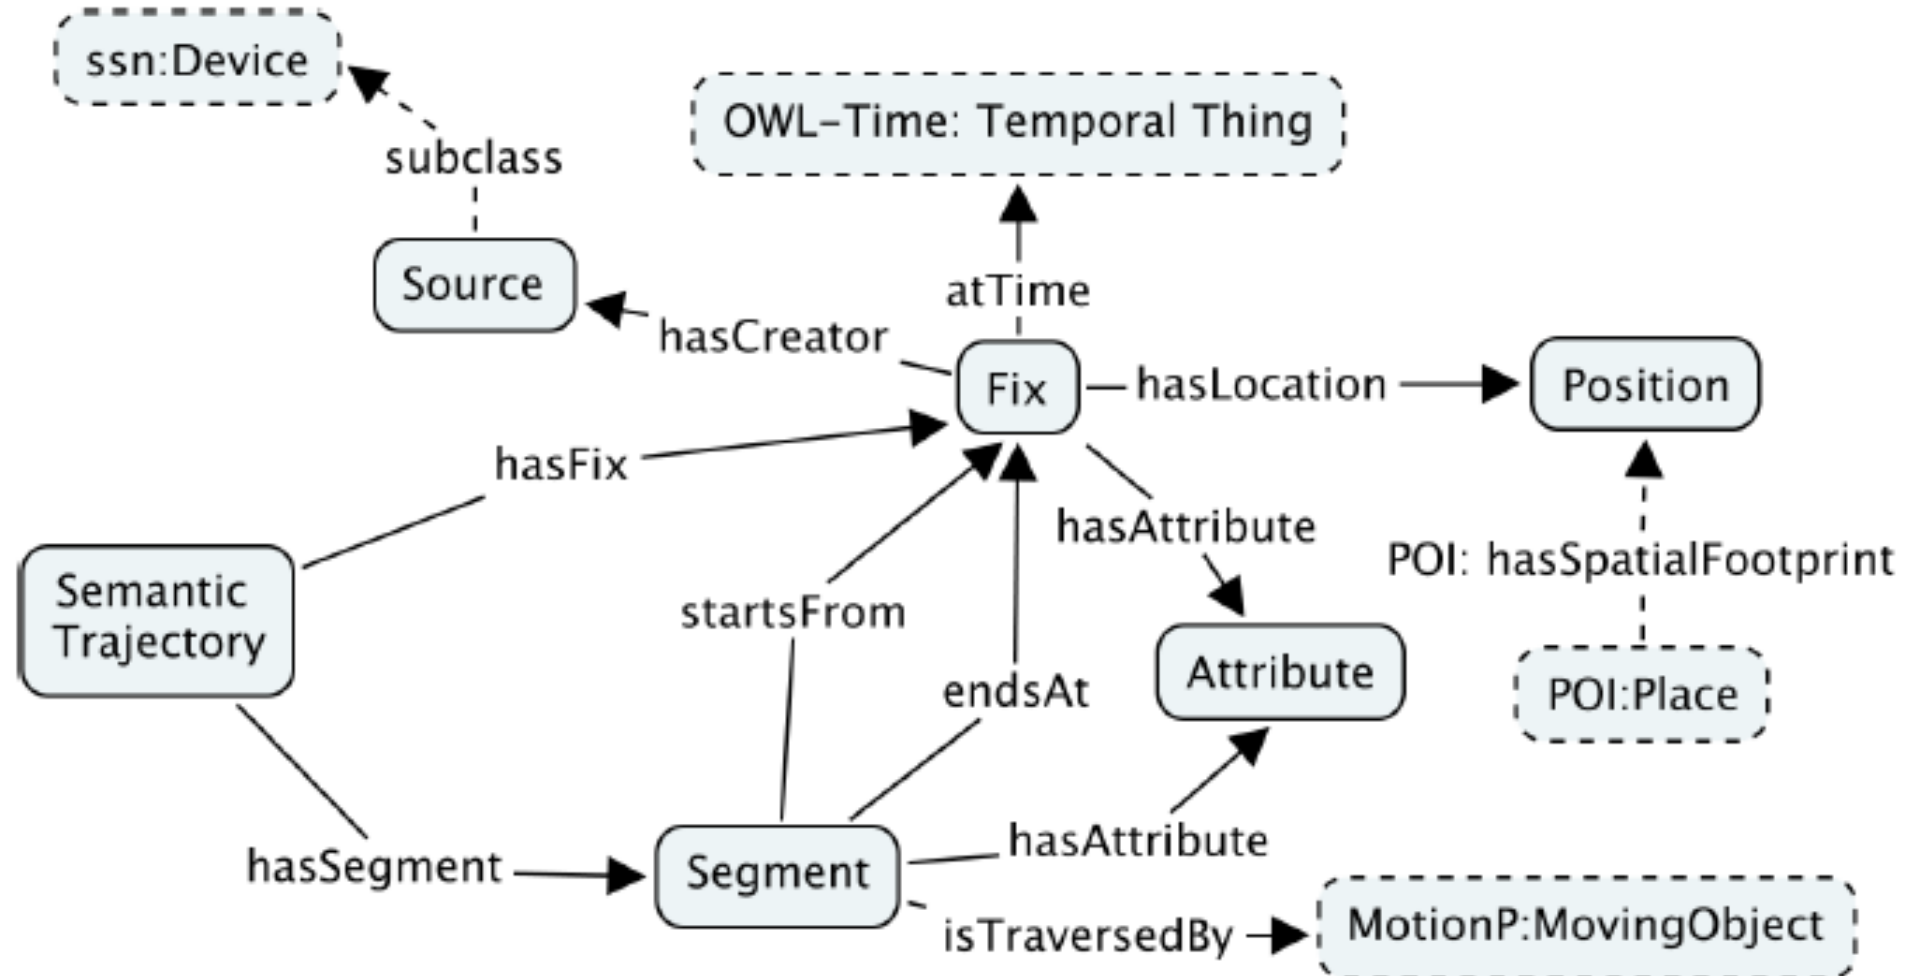 ssn:Device
OWL-Time: Temporal Thing
subclass
Source
atTime
hasCreator
Fix
hasLocation
Position
hasFix
hasAttribute
POI: hasSpatialFootprint
Semantic
Trajectory
startsFrom
Attribute
endsAt
POI:Place
hasAttribute
hasSegment
Segment
isTraversedBy
MotionP:MovingObject